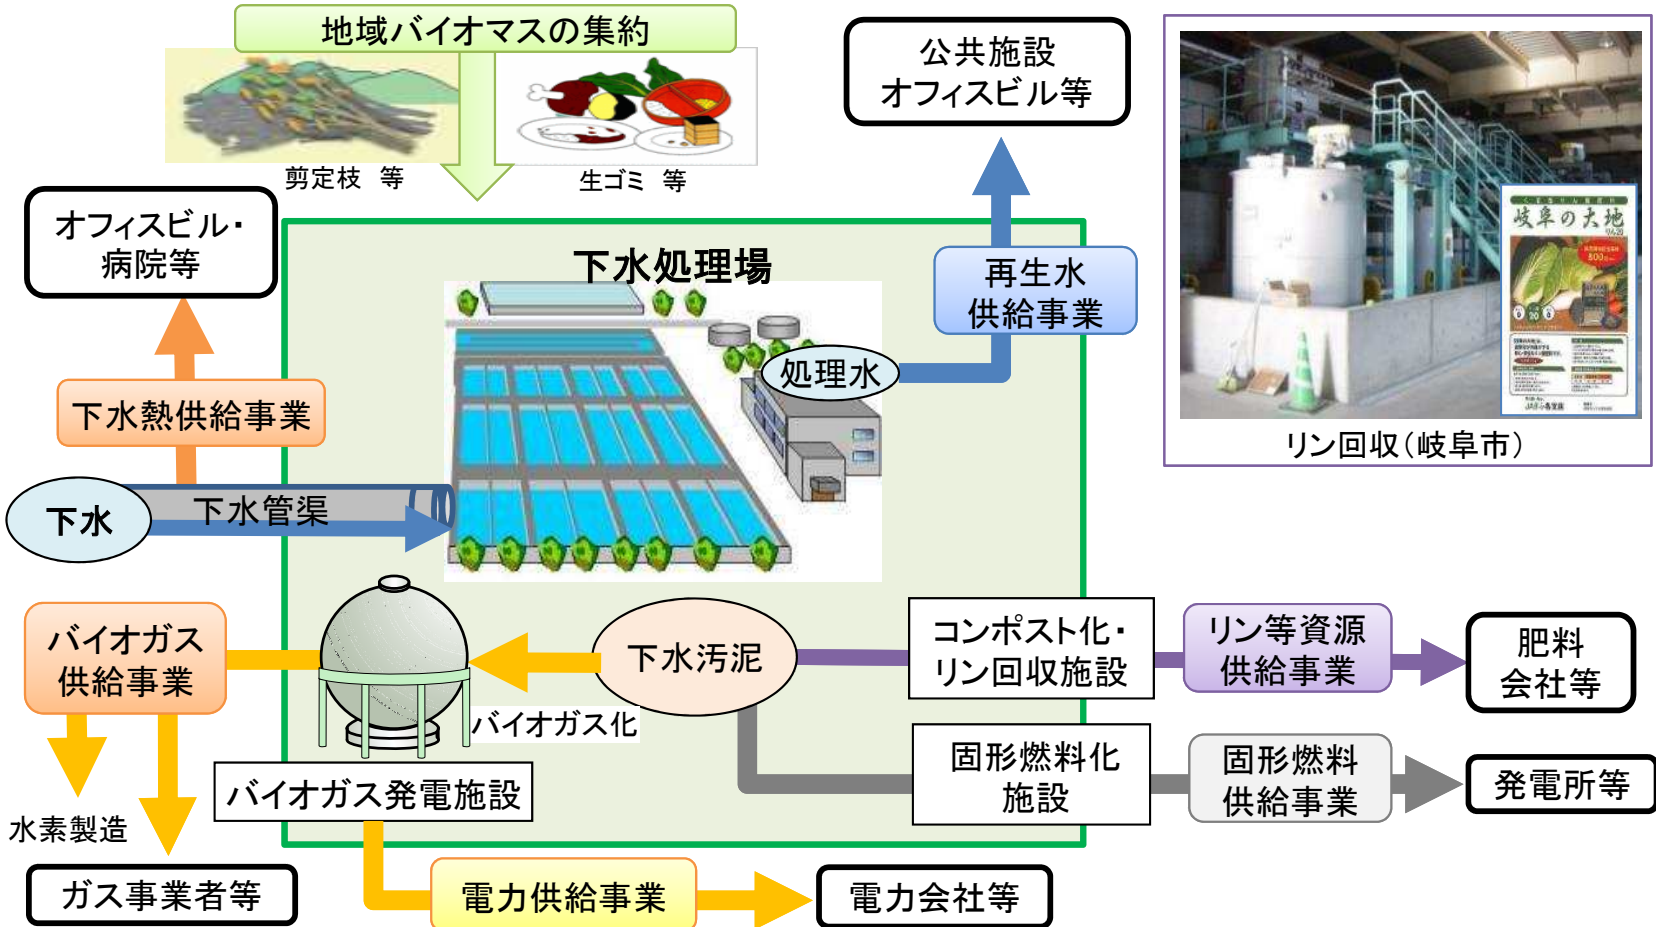 地域バイオマスの集約
剪定枝　等
生ゴミ　等
公共施設
オフィスビル等
オフィスビル・
病院等
下水処理場
再生水
供給事業
処理水
下水熱供給事業
下水
下水管渠
岐阜の大地
リン回収（岐阜市）
バイオガス
供給事業
下水汚泥
バイオガス化
コンポスト化・
リン回収施設
リン等資源
供給事業
肥料
会社等
固形燃料化
施設
固形燃料
供給事業
発電所等
バイオガス発電施設
水素製造
ガス事業者等
電力供給事業
電力会社等